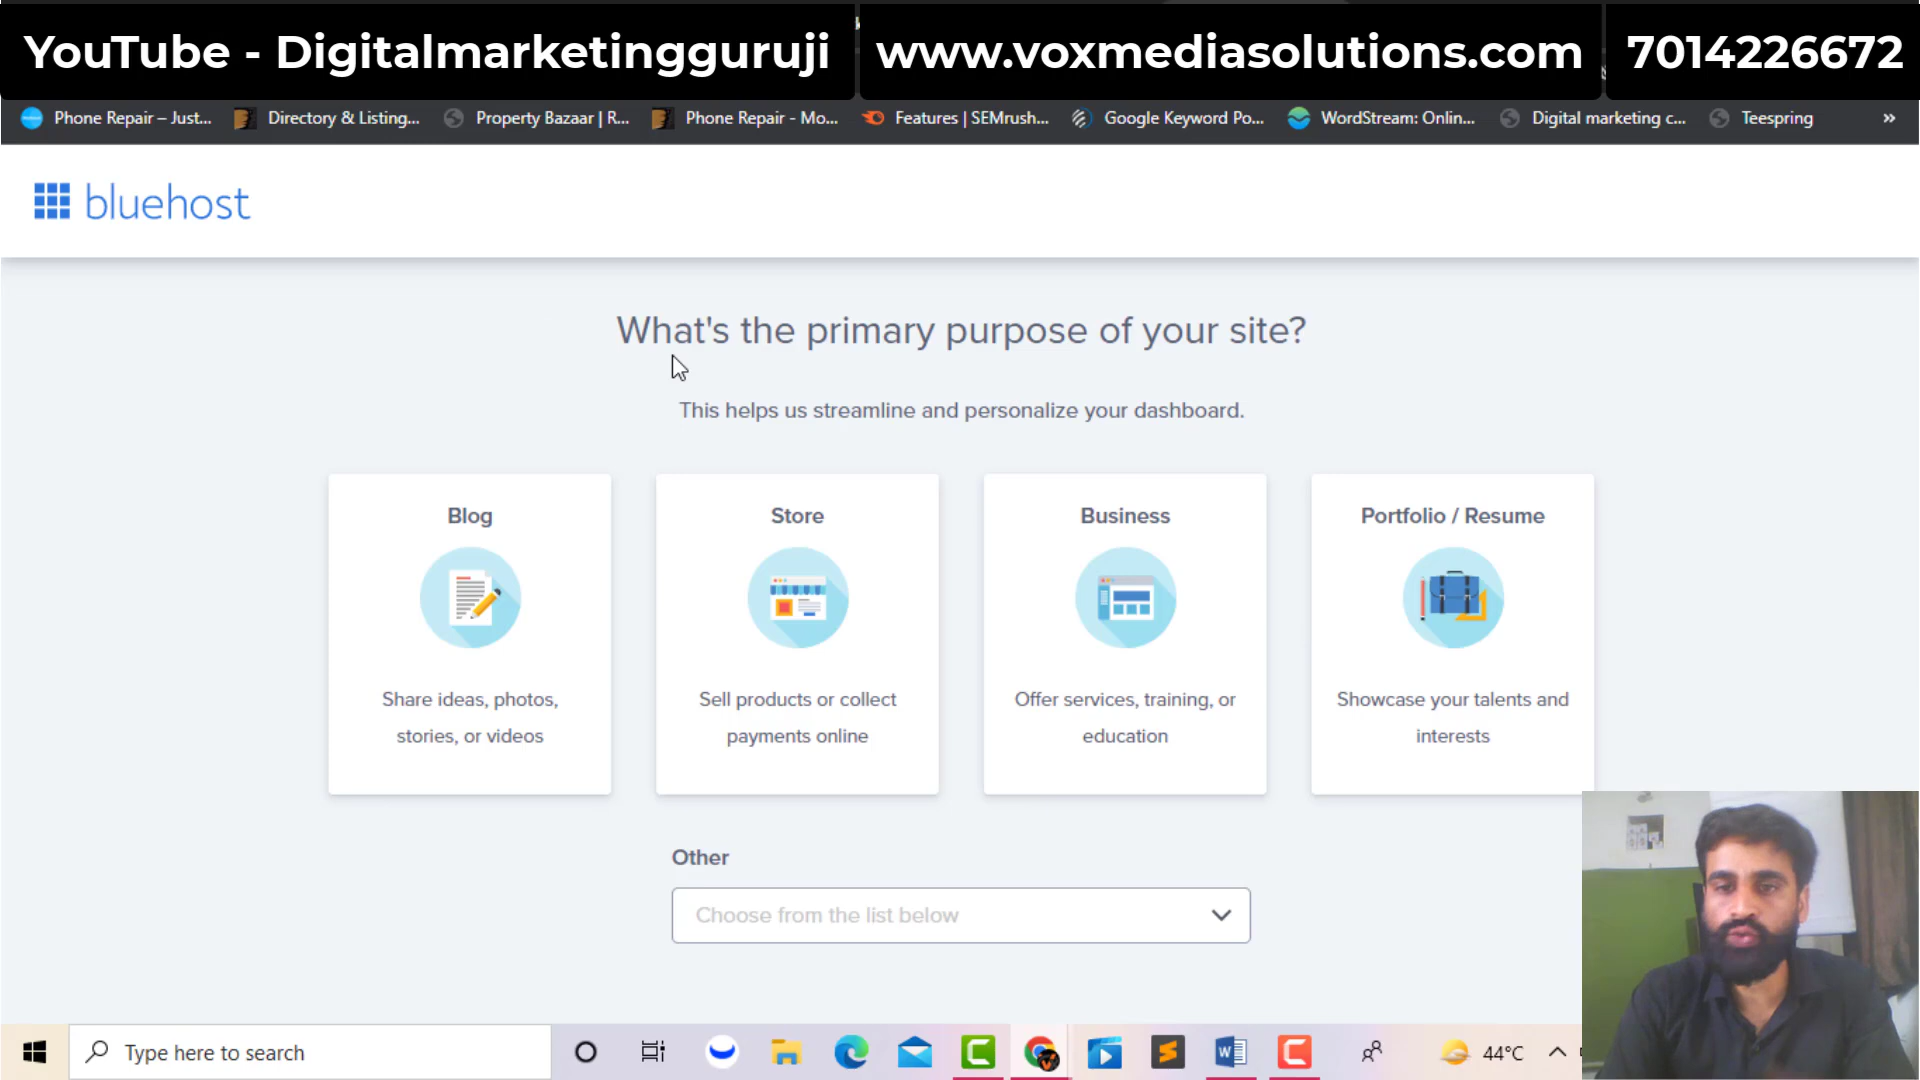 YouTube - Digitalmarketingguruji
www.voxmediasolutions.com
7014226672
Phone Repair – Just...
Directory & Listing...
Property Bazaar | R...
Phone Repair - Mo...
Features | SEMrush...
Google Keyword Po...
WordStream: Onlin...
Digital marketing c...
Teespring
»
bluehost
What's the primary purpose of your site?
This helps us streamline and personalize your dashboard.
Blog
Share ideas, photos,
stories, or videos
Store
Sell products or collect
payments online
Business
Offer services, training, or
education
Portfolio / Resume
Showcase your talents and
interests
Other
Choose from the list below
Type here to search
44°C